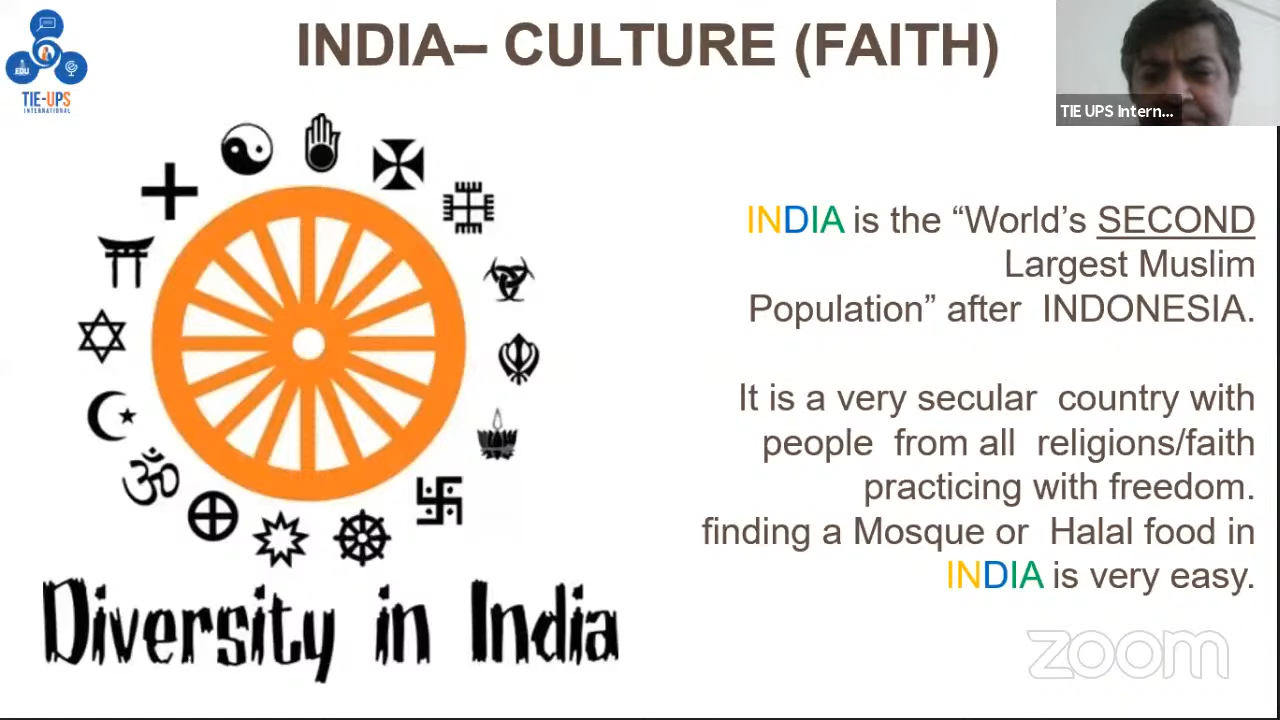 INDIA– CULTURE (FAITH)
EDU
TIE-UPS
INTERNATIONAL
TIE UPS Intern...
INDIA is the “World’s SECOND
Largest Muslim
Population” after INDONESIA.
It is a very secular country with
people from all religions/faith
practicing with freedom.
finding a Mosque or Halal food in
INDIA is very easy.
ॐ
Diversity in India
zoom